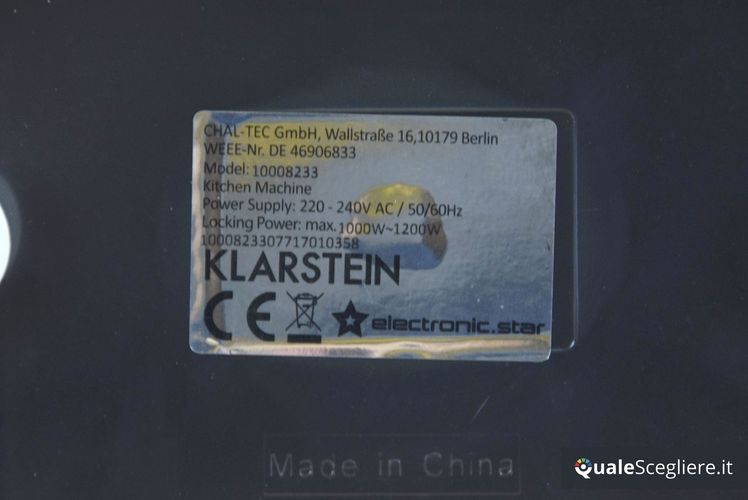 CHAL-TEC GmbH, Wallstraße 16,10179 Berlin
WEEE-Nr. DE 46906833
Model: 10008233
Kitchen Machine
Power Supply: 220 - 240V AC / 50/60Hz
Locking Power: max. 1000W~1200W
1000823307717010358
KLARSTEIN
CE electronic.star
Made in China
QualeScegliere.it